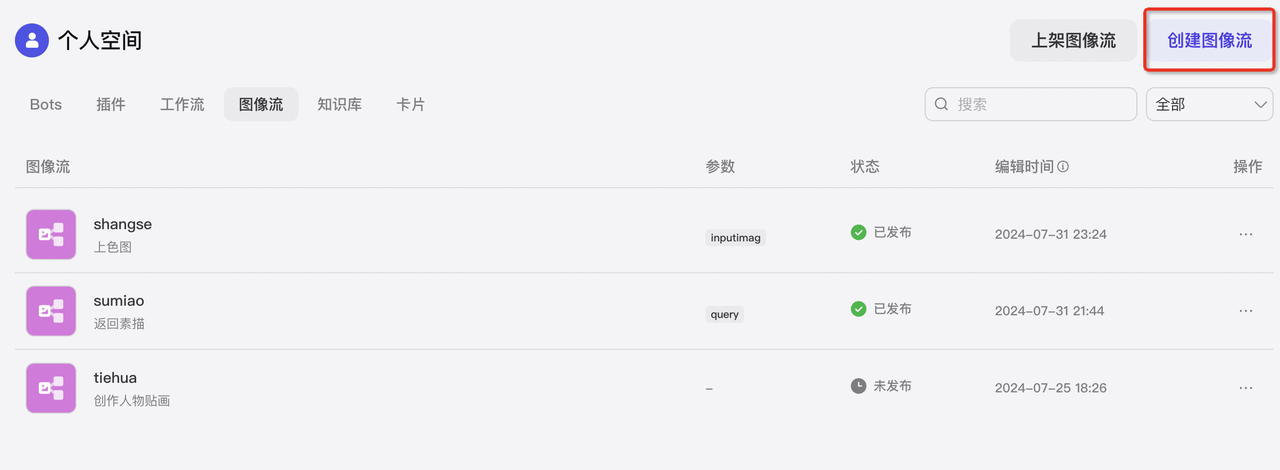 个人空间 上架图像流 创建图像流
Bots 插件 工作流 图像流 知识库 卡片 搜索 全部
图像流 参数 状态 编辑时间 操作
shangse
上色图
inputimag 已发布 2024-07-31 23:24 ...
sumiao
返回素描
query 已发布 2024-07-31 21:44 ...
tiehua
创作人物贴画
– 未发布 2024-07-25 18:26 ...